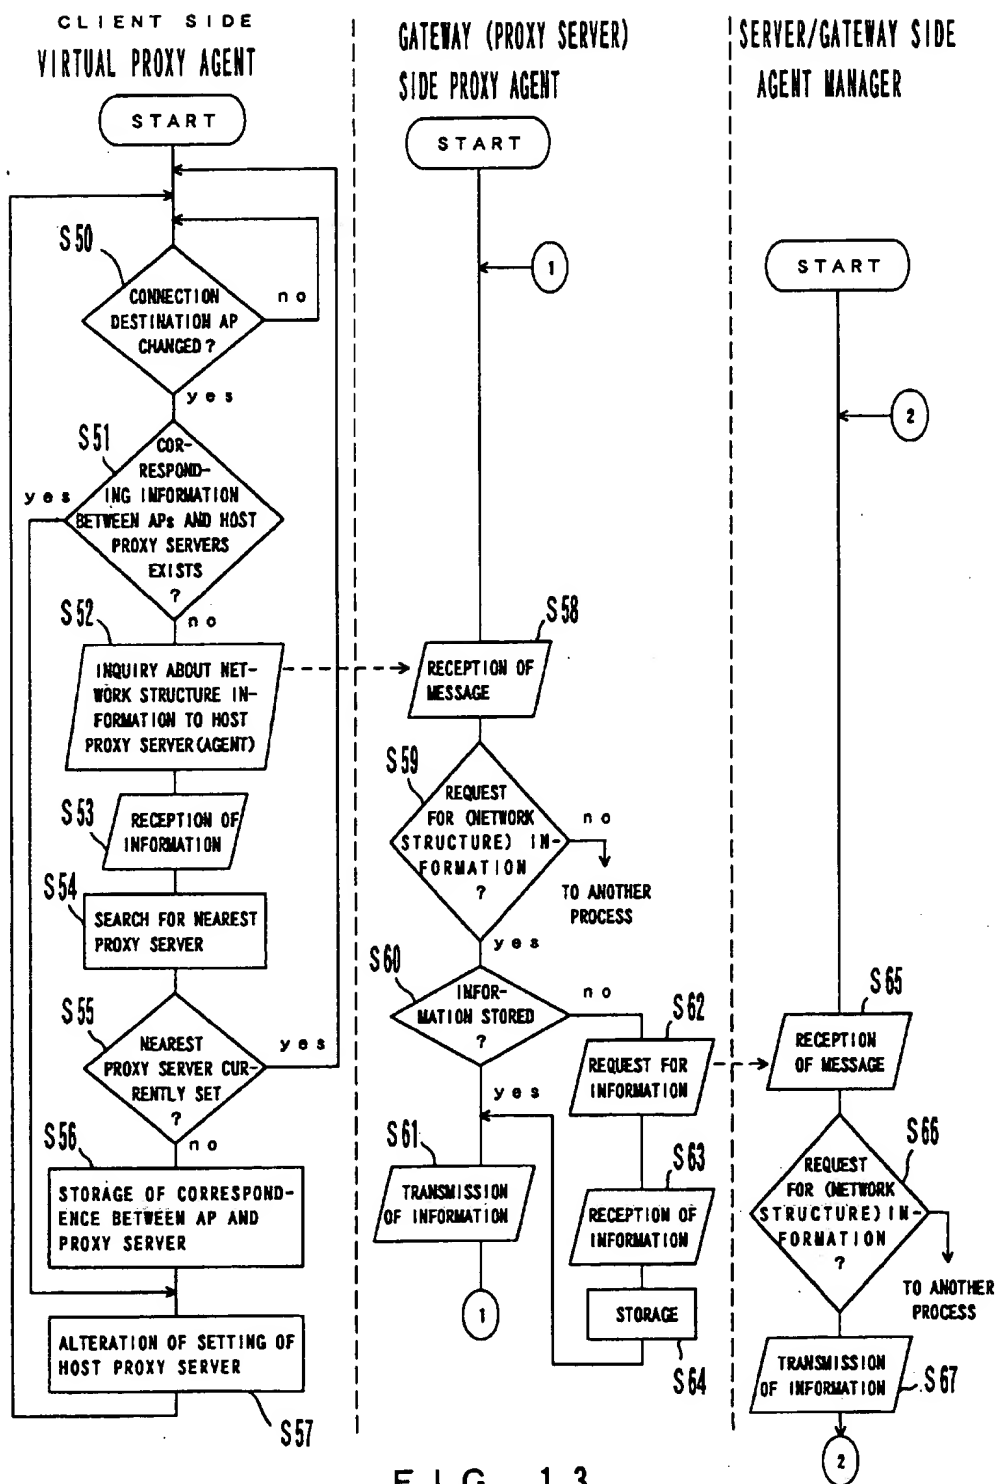 CLIENT SIDE
VIRTUAL PROXY AGENT
START
S50
CONNECTION
DESTINATION AP
CHANGED?
no
yes
S51
COR-
RESPOND-
ING INFORMATION
BETWEEN APs AND HOST
PROXY SERVERS
EXISTS
?
yes
no
S52
INQUIRY ABOUT NET-
WORK STRUCTURE IN-
FORMATION TO HOST
PROXY SERVER(AGENT)
S53
RECEPTION OF
INFORMATION
S54
SEARCH FOR NEAREST
PROXY SERVER
S55
NEAREST
PROXY SERVER CUR-
RENTLY SET
?
yes
no
S56
STORAGE OF CORRESPOND-
ENCE BETWEEN AP AND
PROXY SERVER
ALTERATION OF SETTING OF
HOST PROXY SERVER
S57
GATEWAY (PROXY SERVER)
SIDE PROXY AGENT
START
1
S58
RECEPTION OF
MESSAGE
S59
REQUEST
FOR (NETWORK
STRUCTURE) IN-
FORMATION
?
no
TO ANOTHER
PROCESS
yes
S60
INFOR-
MATION STORED
?
no
yes
S61
TRANSMISSION
OF INFORMATION
1
S62
REQUEST FOR
INFORMATION
S63
RECEPTION OF
INFORMATION
STORAGE
S64
SERVER/GATEWAY SIDE
AGENT MANAGER
START
2
S65
RECEPTION
OF MESSAGE
S66
REQUEST
FOR (NETWORK
STRUCTURE) IN-
FORMATION
?
TO ANOTHER
PROCESS
TRANSMISSION
OF INFORMATION
S67
2
FIG. 13